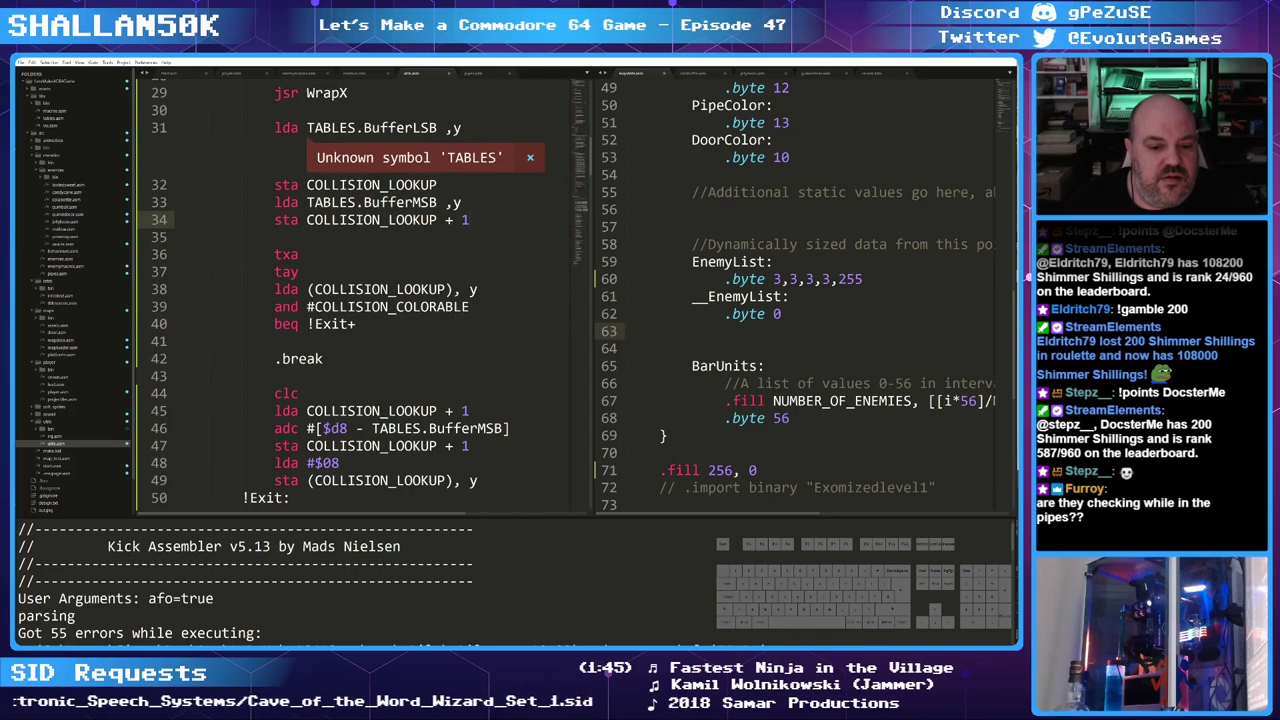 SHALLAN50K
Let's Make a Commodore 64 Game - Episode 47
Discord gPeZuSE
Twitter @EvoluteGames
FOLDERS
29 jsr WrapX
30
31 lda TABLES.BufferLSB ,y
Unknown symbol 'TABLES' ×
32 sta COLLISION_LOOKUP
33 lda TABLES.BufferMSB ,y
34 sta COLLISION_LOOKUP + 1
35
36 txa
37 tay
38 lda (COLLISION_LOOKUP), y
39 and #COLLISION_COLORABLE
40 beq !Exit+
41
42 .break
43
44 clc
45 lda COLLISION_LOOKUP + 1
46 adc #[$d8 - TABLES.BufferMSB]
47 sta COLLISION_LOOKUP + 1
48 lda #$08
49 sta (COLLISION_LOOKUP), y
50 !Exit:
49 .byte 12
50 PipeColor:
51 .byte 13
52 DoorColor:
53 .byte 10
54
55 //Additional static values go here, al
56
57
58 //Dynamically sized data from this poi
59 EnemyList:
60 .byte 3,3,3,3,255
61 __EnemyList:
62 .byte 0
63
64
65 BarUnits:
66 //A list of values 0-56 in interv
67 .fill NUMBER_OF_ENEMIES, [[i*56]/N
68 .byte 56
69 }
70
71 .fill 256, 0
72 // .import binary "Exomizedlevel1"
73
//------------------------------------------------------
// Kick Assembler v5.13 by Mads Nielsen
//------------------------------------------------------
//------------------------------------------------------
User Arguments: afo=true
parsing
Got 55 errors while executing:
Stepz__: !points @DocsterMe
StreamElements:
@Eldritch79, Eldritch79 has 108200
Shimmer Shillings and is rank 24/960
on the leaderboard.
Eldritch79: !gamble 200
StreamElements
Eldritch79 lost 200 Shimmer Shillings
in roulette and now has 108000
Shimmer Shillings!
Stepz__: !points DocsterMe
StreamElements:
@stepz__, DocsterMe has 200
Shimmer Shillings and is rank
587/960 on the leaderboard.
Stepz__:
Furroy:
are they checking while in the
pipes??
SID Requests
:tronic_Speech_Systems/Cave_of_the_Word_Wizard_Set_1.sid
(1:45) ♫ Fastest Ninja in the Village
♫ Kamil Wolnikowski (Jammer)
♪ 2018 Samar Productions